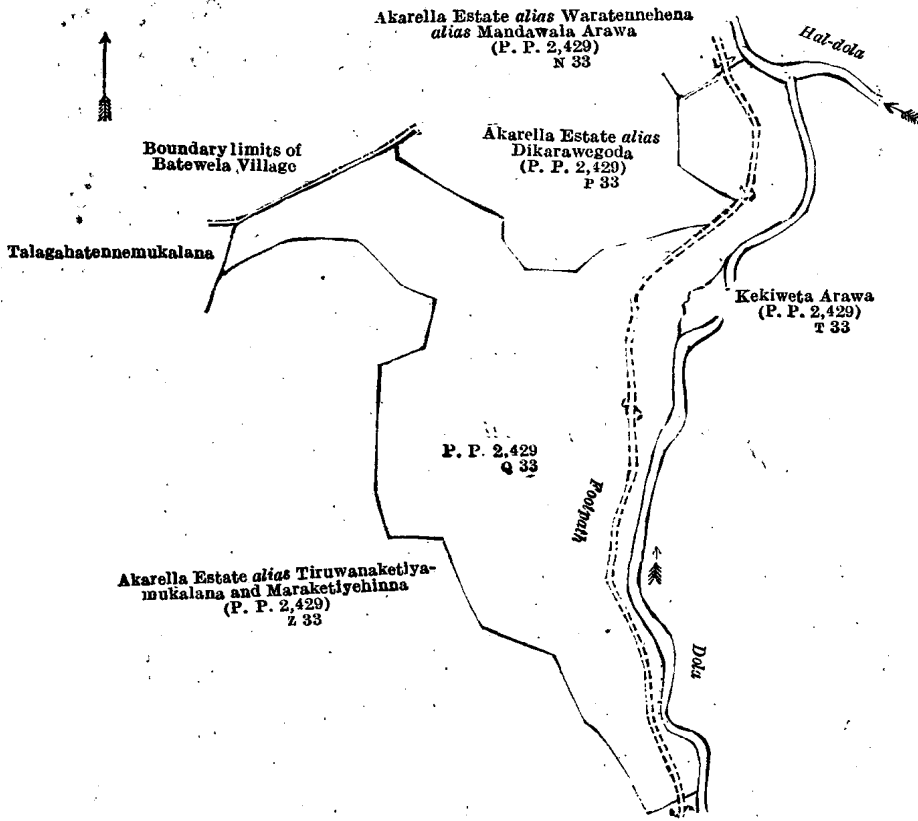 Akarella Estate alias Waratennehena
alias Mandawala Arawa
(P. P. 2,429)
N 33
Hal-dola
Boundary limits of
Batewela Village
Akarella Estate alias
Dikarawegoda
(P. P. 2,429)
P 33
Talagahatennemukalana
Kekiweta Arawa
(P. P. 2,429)
T 33
P. P. 2,429
Q 33
Footpath
Akarella Estate alias Tiruwanaketiya-
mukalana and Maraketiyehinna
(P. P. 2,429)
Z 33
Dola